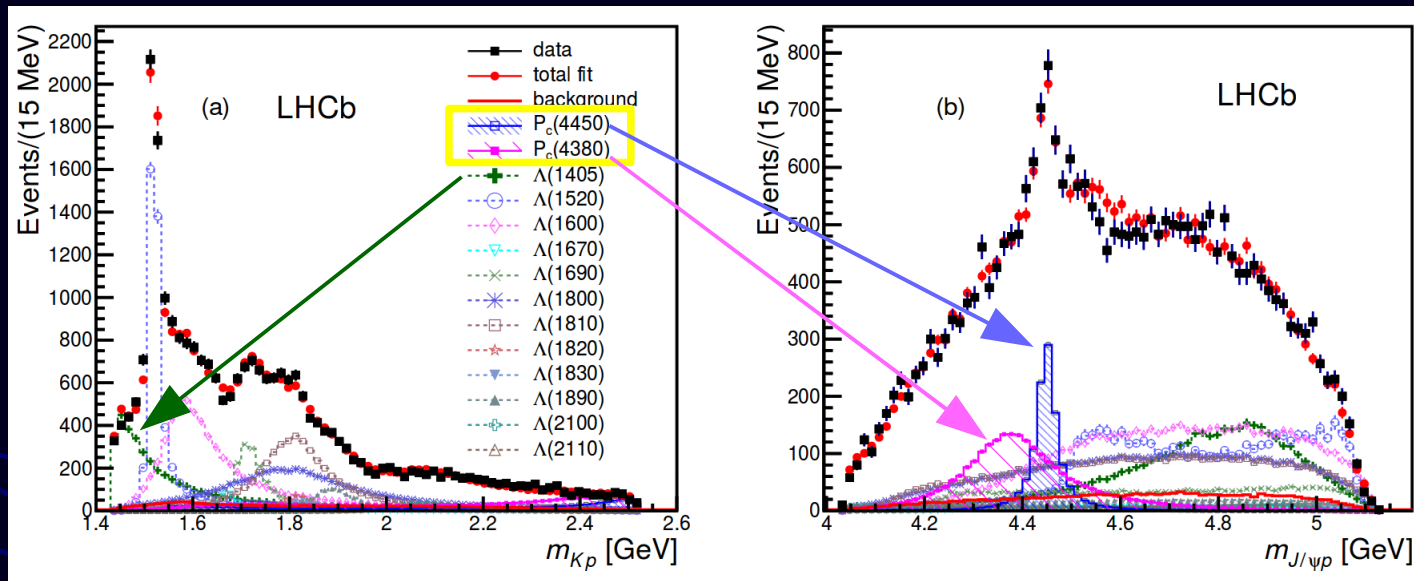 Events/(15 MeV)
2200
2000
1800
1600
1400
1200
1000
800
600
400
200
0
1.4
1.6
1.8
2
2.2
2.4
2.6
m_Kp [GeV]
(a)
LHCb
data
total fit
background
P_c(4450)
P_c(4380)
Λ(1405)
Λ(1520)
Λ(1600)
Λ(1670)
Λ(1690)
Λ(1800)
Λ(1810)
Λ(1820)
Λ(1830)
Λ(1890)
Λ(2100)
Λ(2110)
Events/(15 MeV)
800
700
600
500
400
300
200
100
0
4
4.2
4.4
4.6
4.8
5
m_J/ψp [GeV]
(b)
LHCb